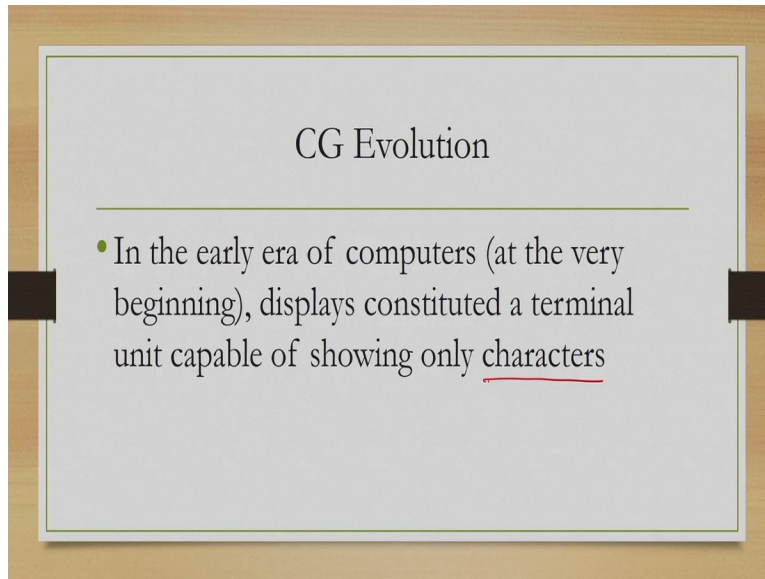 CG Evolution
• In the early era of computers (at the very
beginning), displays constituted a terminal
unit capable of showing only characters